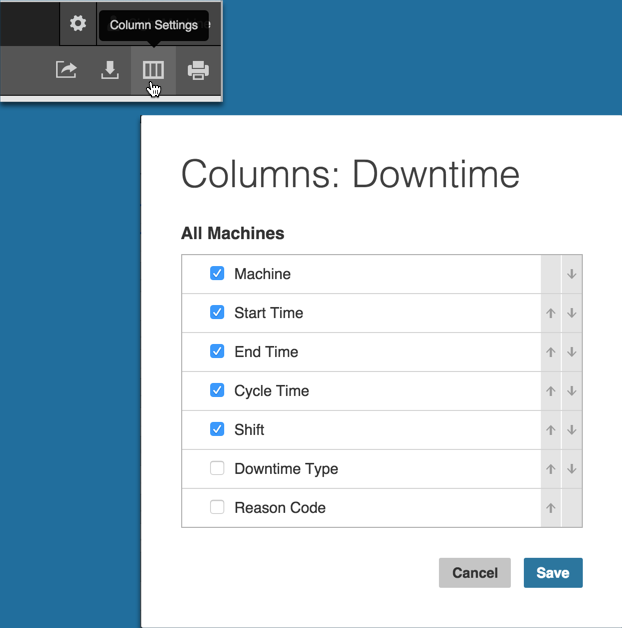 Column Settings
Columns: Downtime
All Machines
Machine
Start Time
End Time
Cycle Time
Shift
Downtime Type
Reason Code
Cancel
Save